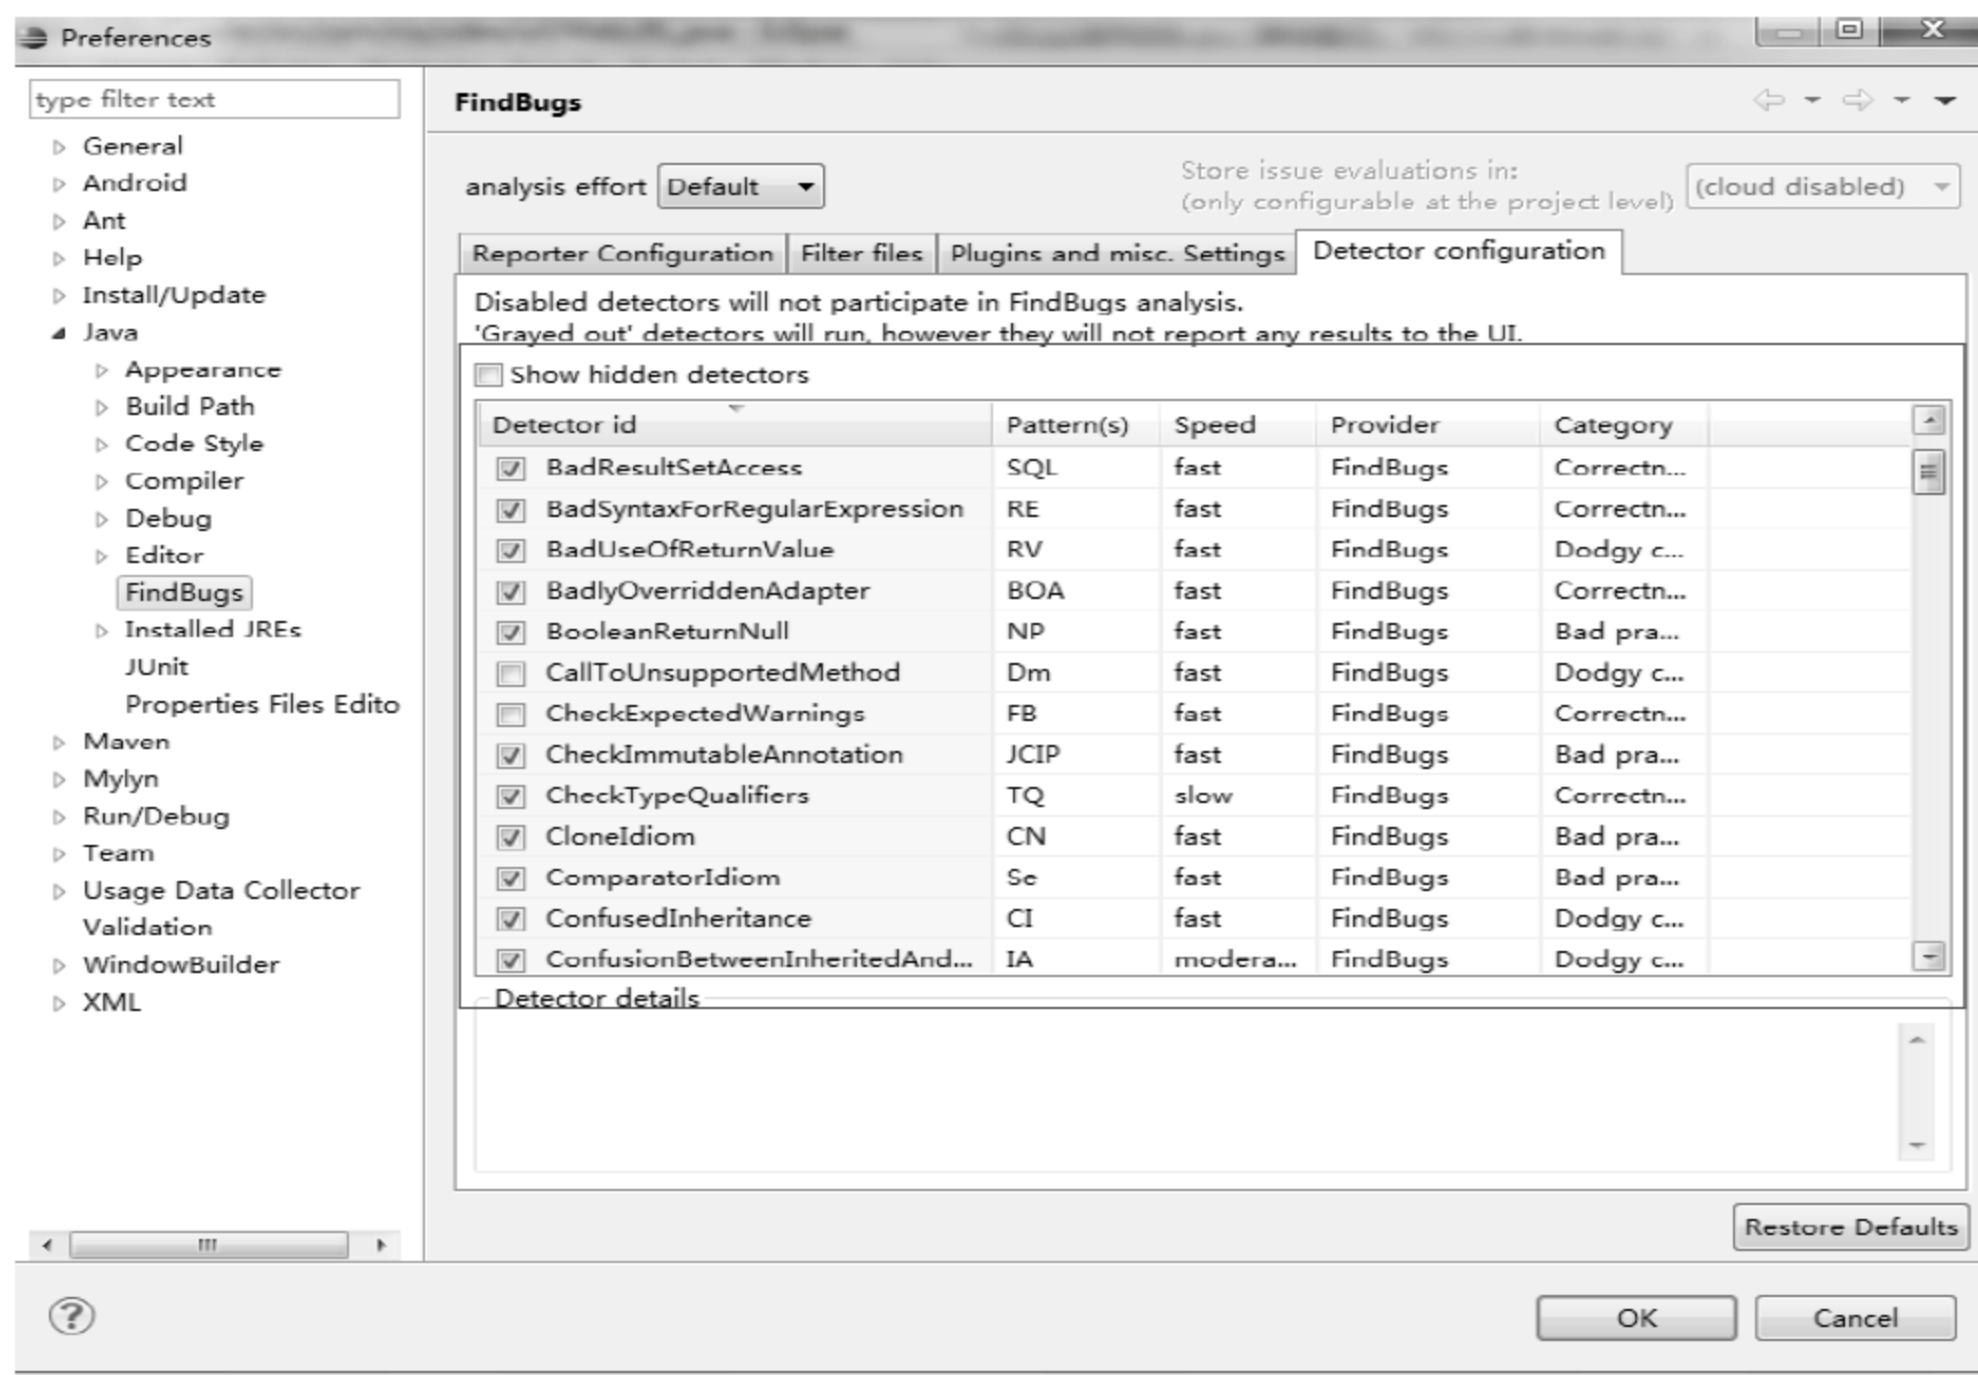 Preferences
type filter text
General
Android
Ant
Help
Install/Update
Java
Appearance
Build Path
Code Style
Compiler
Debug
Editor
FindBugs
Installed JREs
JUnit
Properties Files Edito
Maven
Mylyn
Run/Debug
Team
Usage Data Collector
Validation
WindowBuilder
XML
FindBugs
analysis effort Default
Store issue evaluations in:
(only configurable at the project level) (cloud disabled)
Reporter Configuration Filter files Plugins and misc. Settings Detector configuration
Disabled detectors will not participate in FindBugs analysis.
'Grayed out' detectors will run, however they will not report any results to the UI.
Show hidden detectors
Detector id Pattern(s) Speed Provider Category
BadResultSetAccess SQL fast FindBugs Correctn...
BadSyntaxForRegularExpression RE fast FindBugs Correctn...
BadUseOfReturnValue RV fast FindBugs Dodgy c...
BadlyOverriddenAdapter BOA fast FindBugs Correctn...
BooleanReturnNull NP fast FindBugs Bad pra...
CallToUnsupportedMethod Dm fast FindBugs Dodgy c...
CheckExpectedWarnings FB fast FindBugs Correctn...
CheckImmutableAnnotation JCIP fast FindBugs Bad pra...
CheckTypeQualifiers TQ slow FindBugs Correctn...
CloneIdiom CN fast FindBugs Bad pra...
ComparatorIdiom Se fast FindBugs Bad pra...
ConfusedInheritance CI fast FindBugs Dodgy c...
ConfusionBetweenInheritedAnd... IA modera... FindBugs Dodgy c...
Detector details
Restore Defaults
OK Cancel